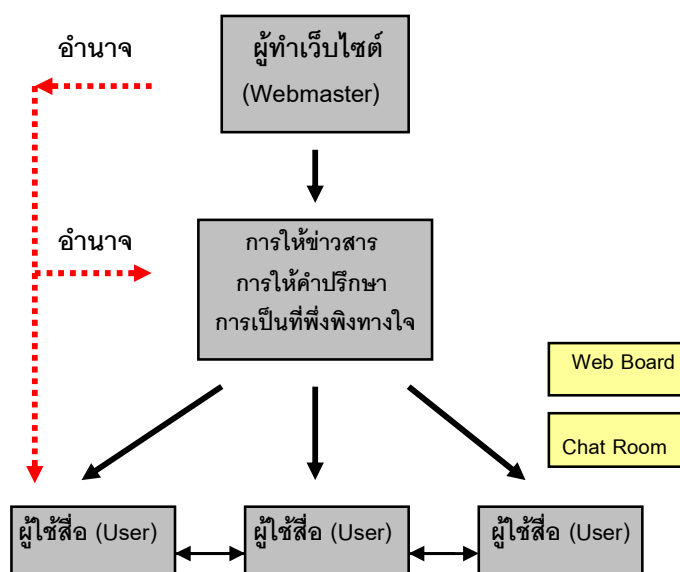 อำนาจ
ผู้ทำเว็บไซต์
(Webmaster)
อำนาจ
การให้ข่าวสาร
การให้คำปรึกษา
การเป็นที่พึ่งพิงทางใจ
Web Board
Chat Room
ผู้ใช้สื่อ (User)
ผู้ใช้สื่อ (User)
ผู้ใช้สื่อ (User)